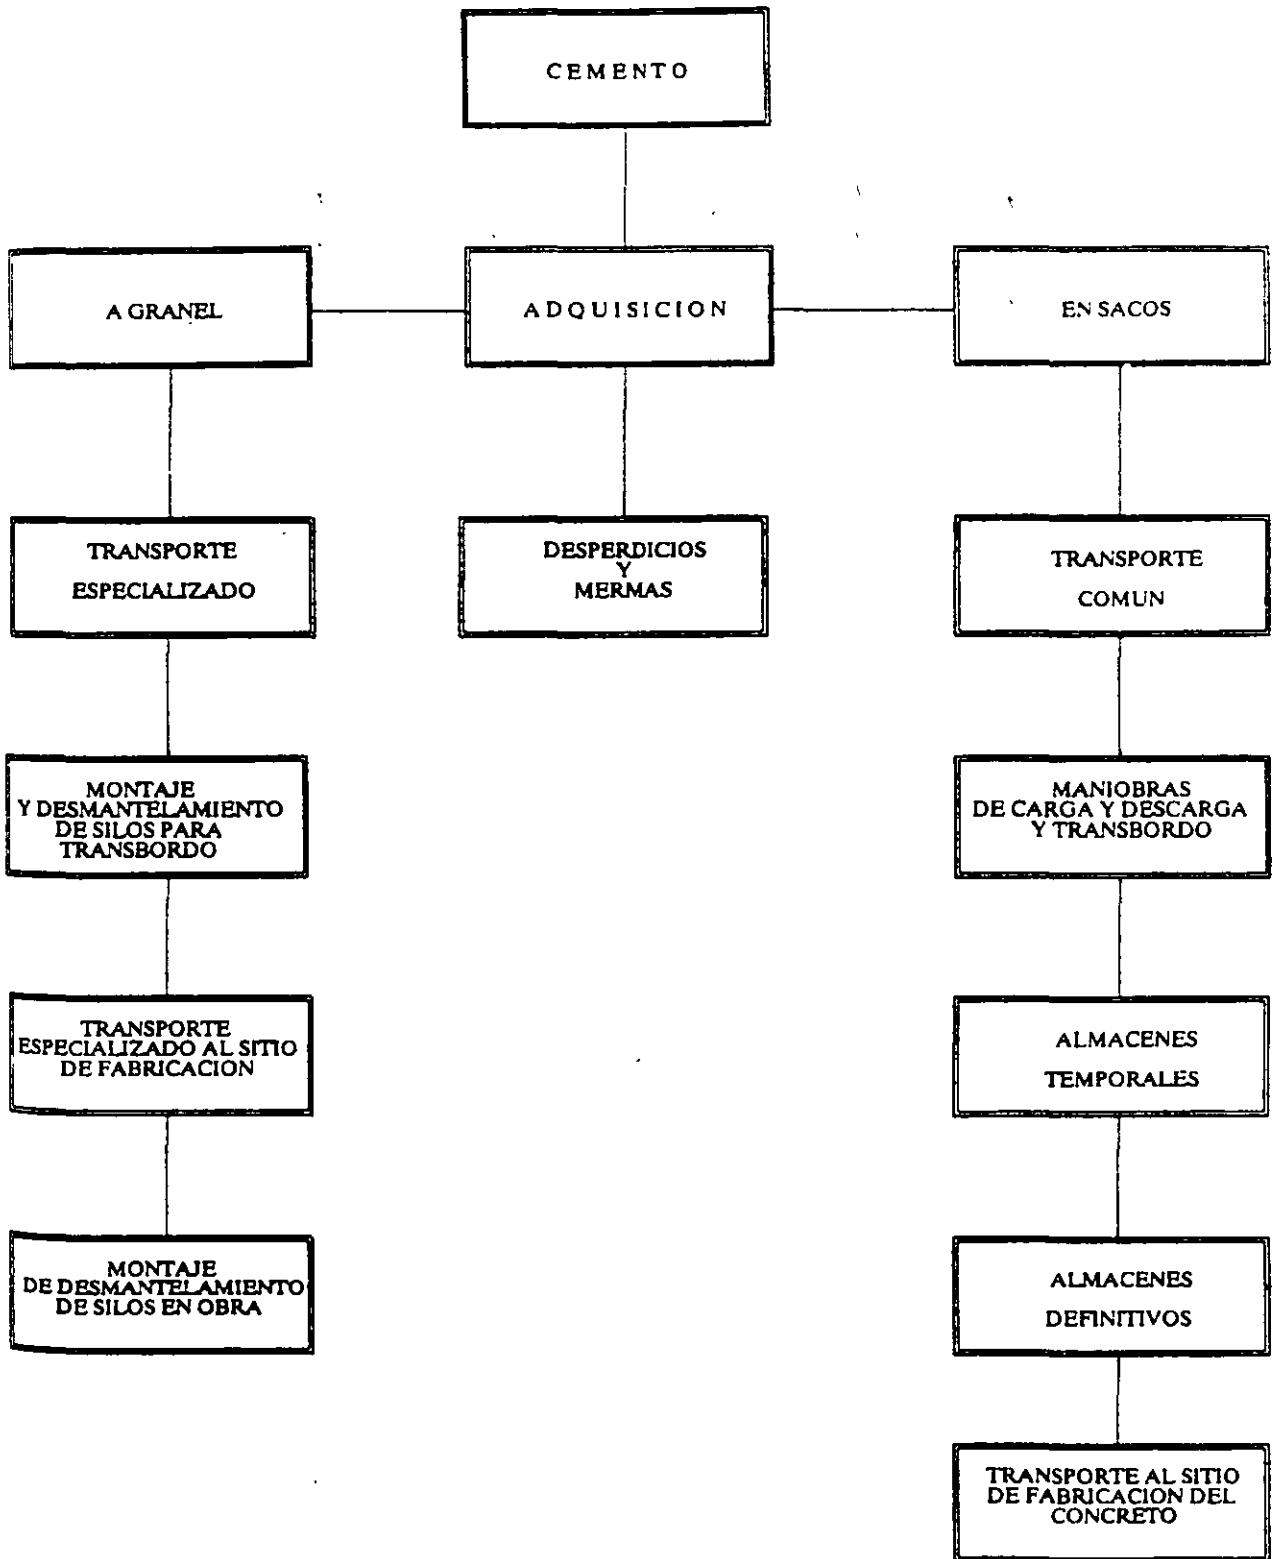 CEMENTO
A GRANEL
ADQUISICION
EN SACOS
TRANSPORTE
ESPECIALIZADO
DESPERDICIOS
Y
MERMAS
TRANSPORTE
COMUN
MONTAJE
Y DESMANTELAMIENTO
DE SILOS PARA
TRANSBORDO
MANIOBRAS
DE CARGA Y DESCARGA
Y TRANSBORDO
TRANSPORTE
ESPECIALIZADO AL SITIO
DE FABRICACION
ALMACENES
TEMPORALES
MONTAJE
DE DESMANTELAMIENTO
DE SILOS EN OBRA
ALMACENES
DEFINITIVOS
TRANSPORTE AL SITIO
DE FABRICACION DEL
CONCRETO